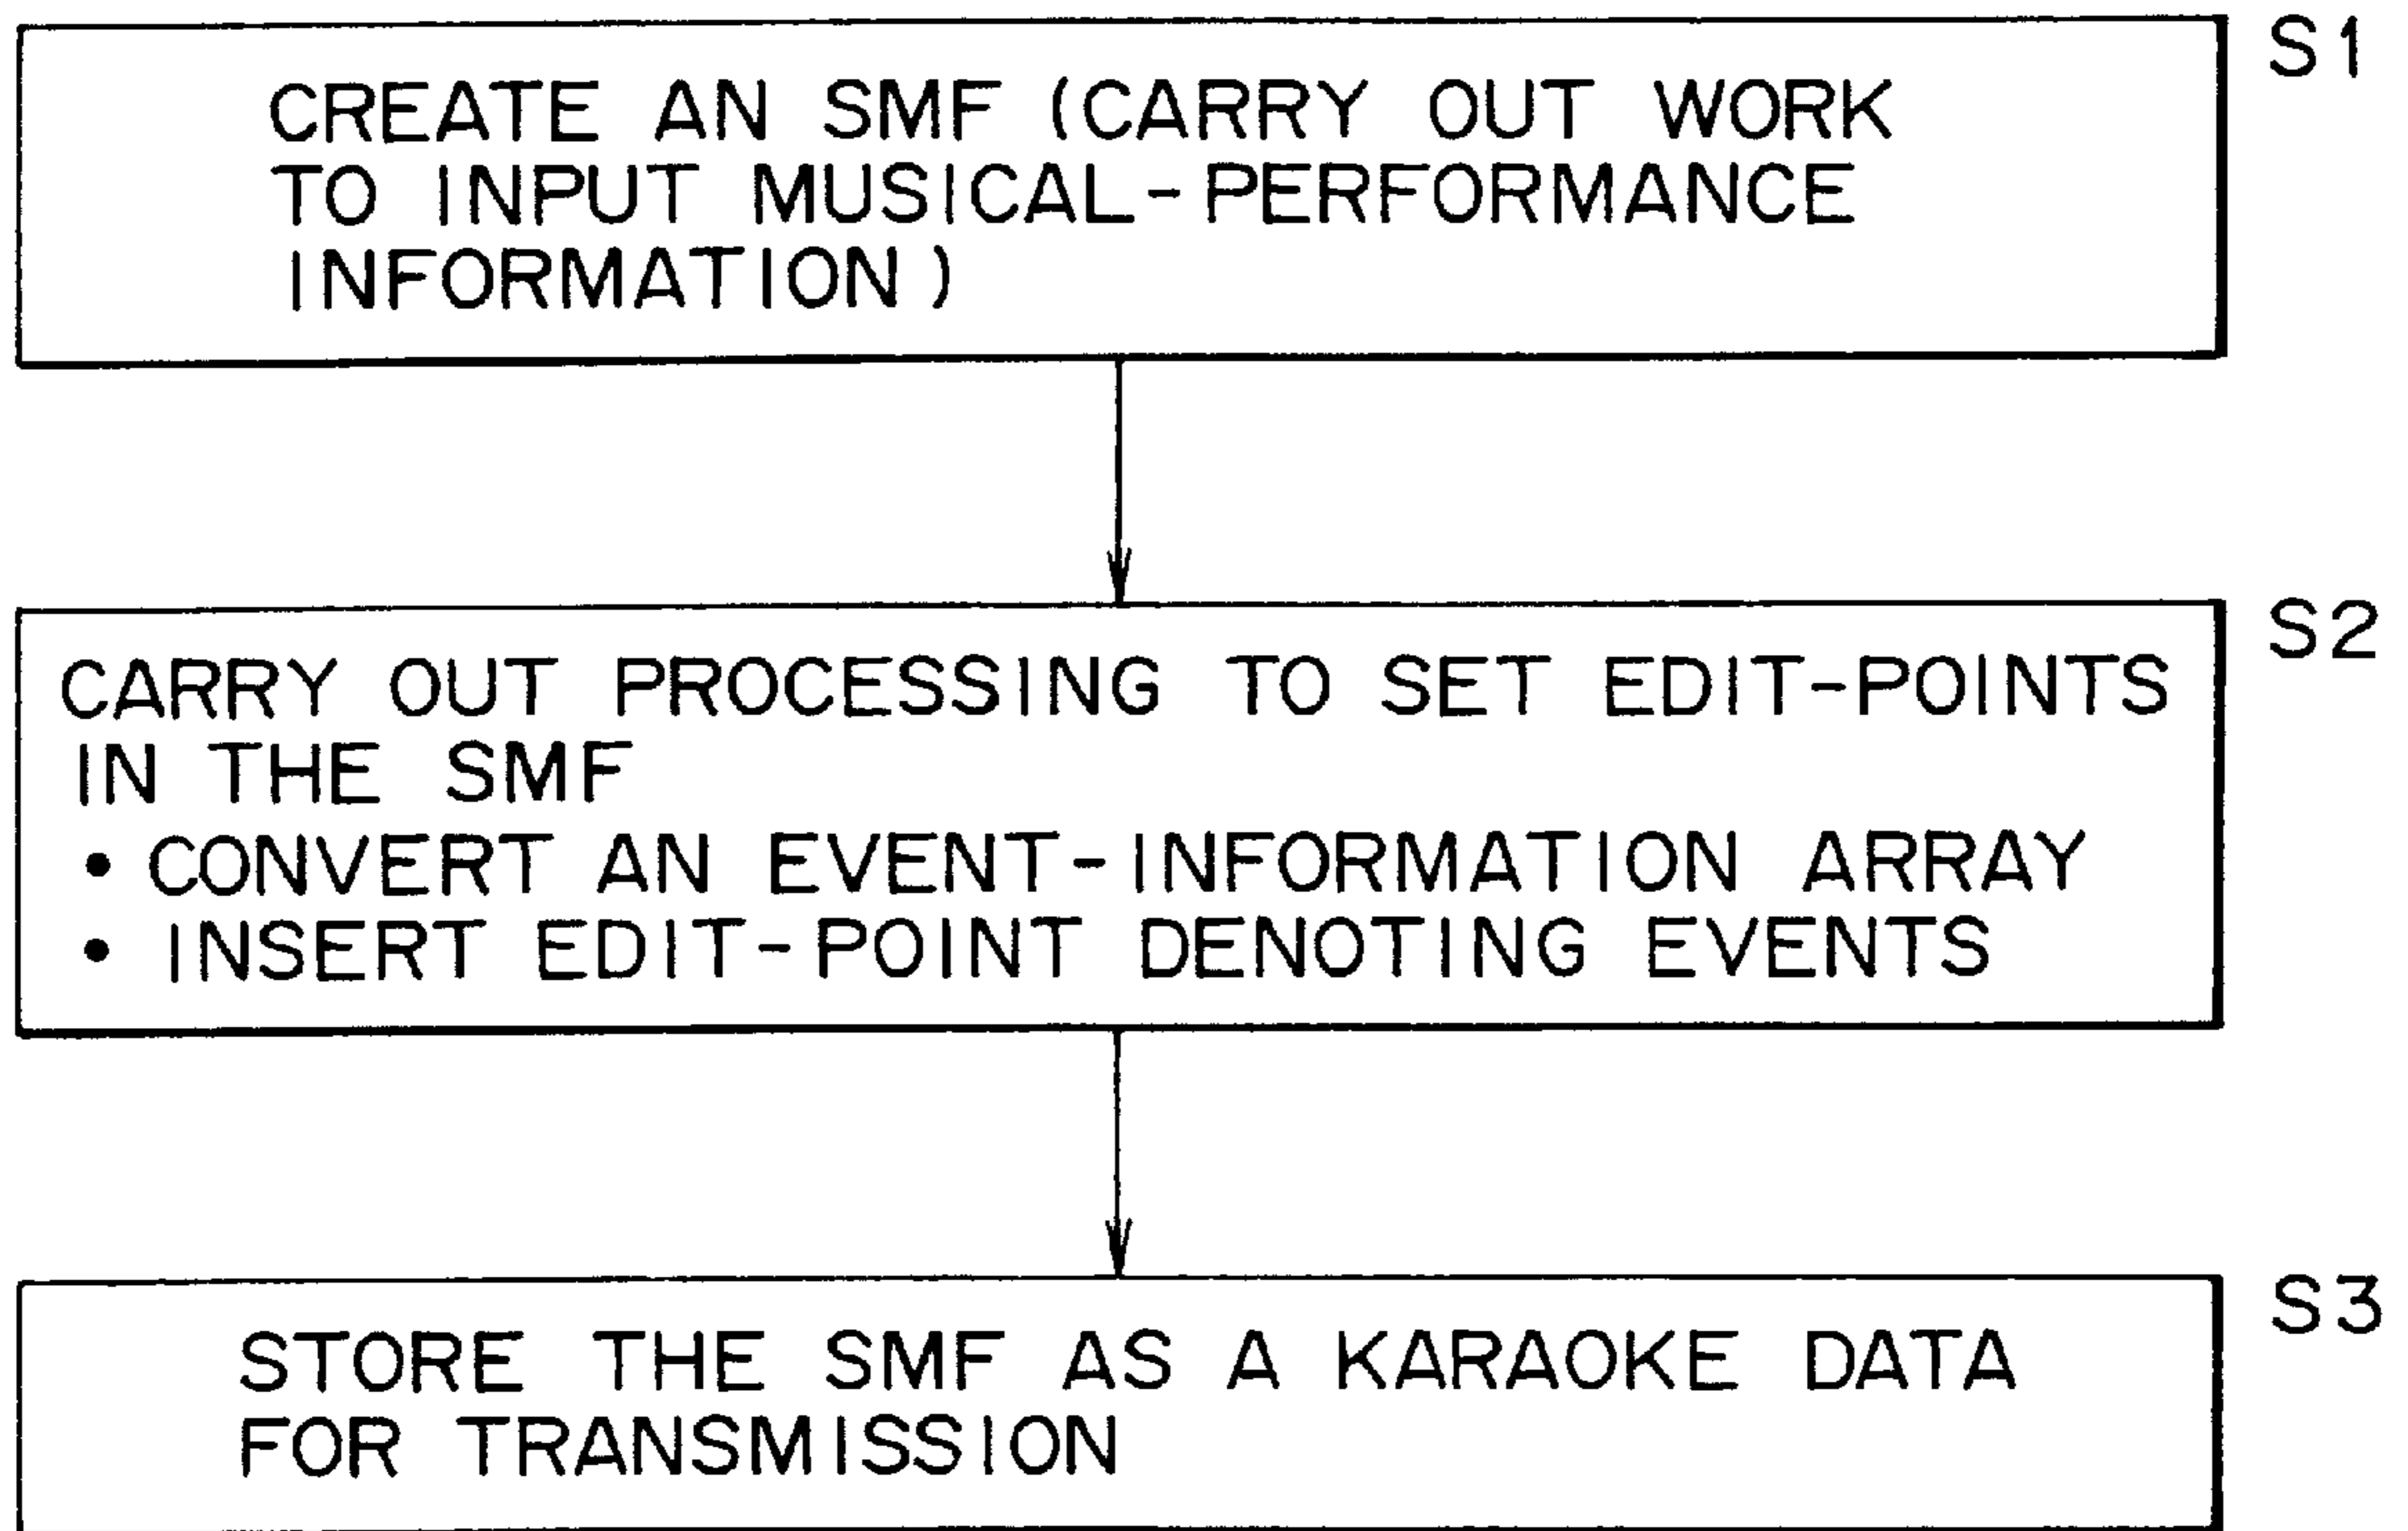 S1
CREATE AN SMF (CARRY OUT WORK
TO INPUT MUSICAL-PERFORMANCE
INFORMATION)
S2
CARRY OUT PROCESSING TO SET EDIT-POINTS
IN THE SMF
• CONVERT AN EVENT-INFORMATION ARRAY
• INSERT EDIT-POINT DENOTING EVENTS
S3
STORE THE SMF AS A KARAOKE DATA
FOR TRANSMISSION